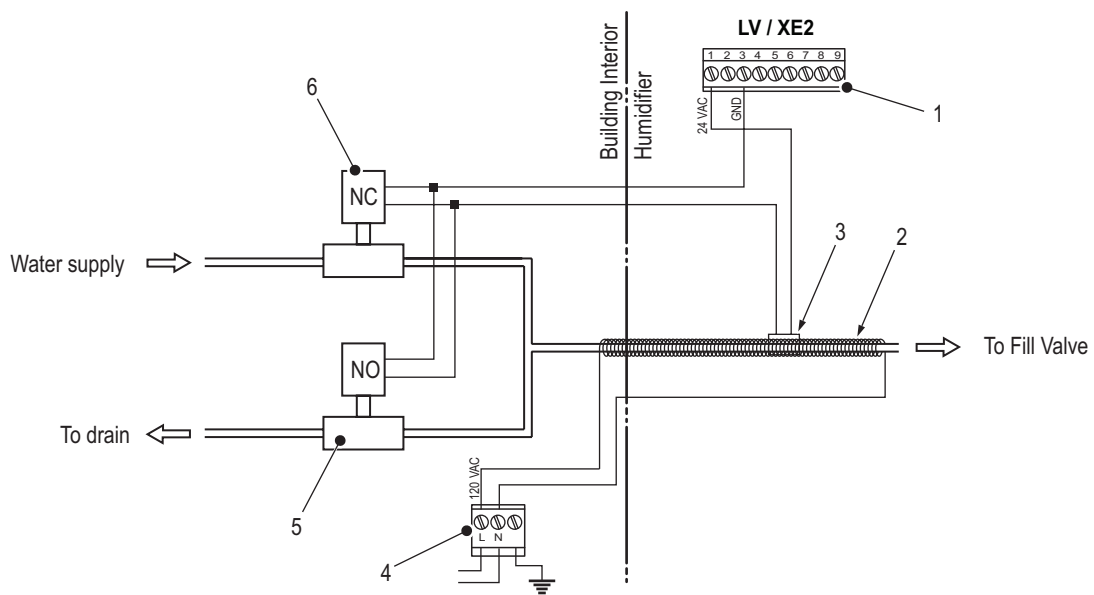 LV / XE2
1 2 3 4 5 6 7 8 9
Building Interior
Humidifier
24 VAC
GND
1
6
NC
3
2
Water supply
To Fill Valve
NO
To drain
120 VAC
5
L N
4